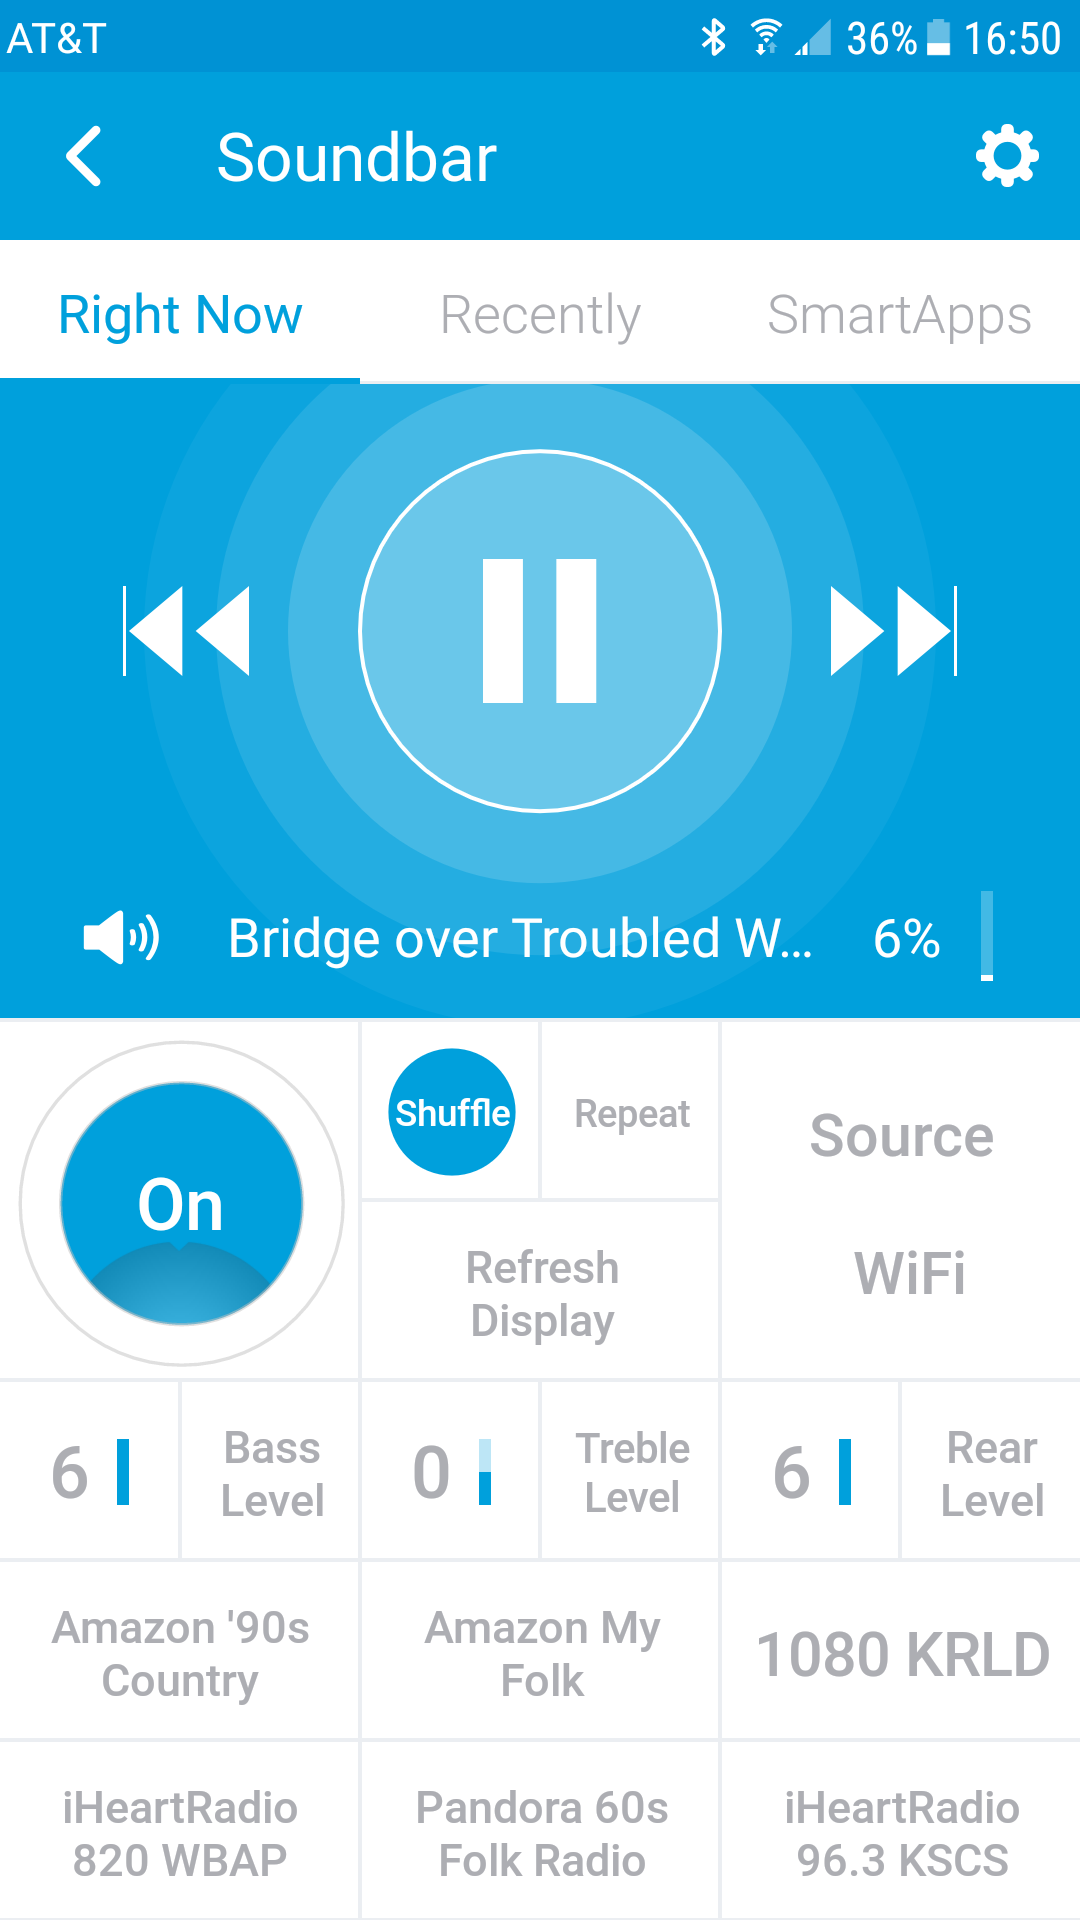 AT&T 36% 16:50
Soundbar
Right Now Recently SmartApps
Bridge over Troubled W... 6%
On
Shuffle
Repeat
Refresh
Display
Source
WiFi
6
Bass
Level
0
Treble
Level
6
Rear
Level
Amazon '90s
Country
Amazon My
Folk
1080 KRLD
iHeartRadio
820 WBAP
Pandora 60s
Folk Radio
iHeartRadio
96.3 KSCS